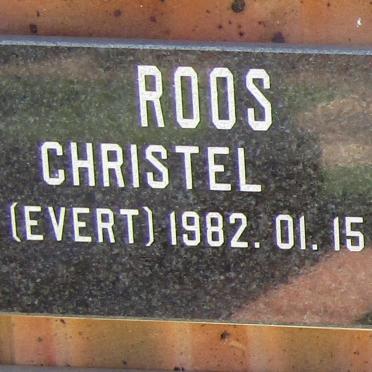 ROOS
CHRISTEL
(EVERT) 1982. 01. 15